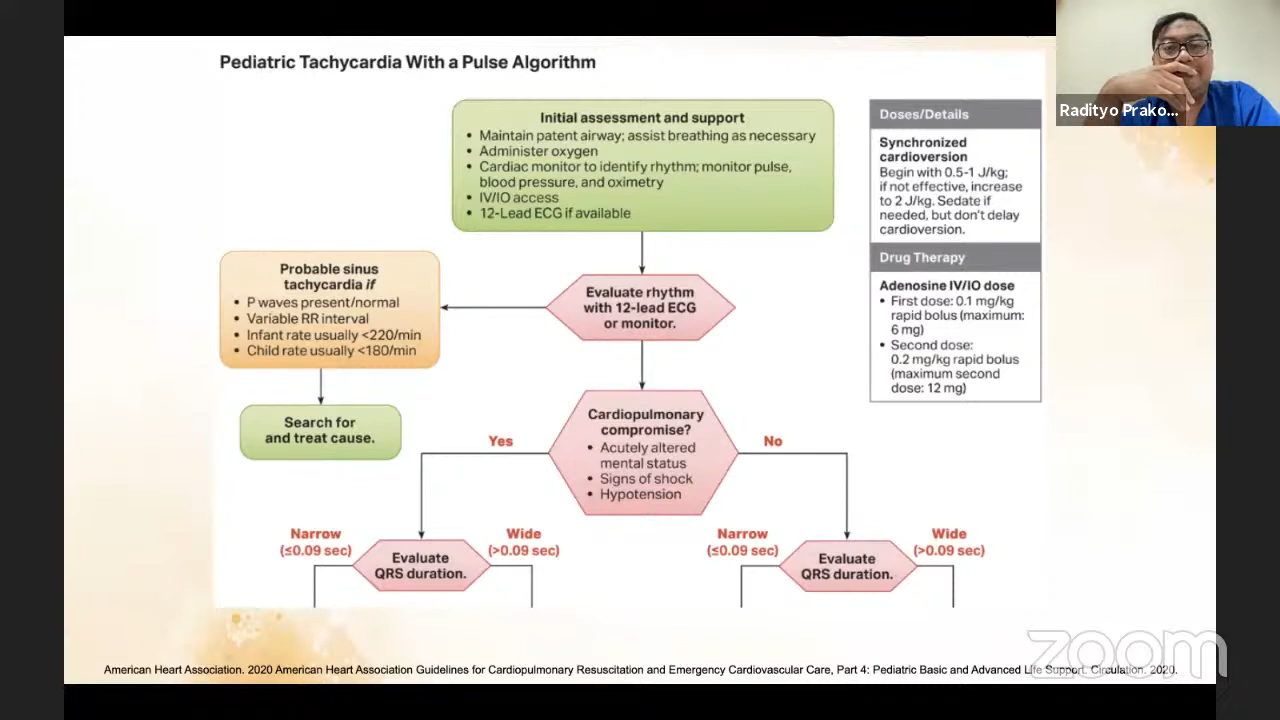 Pediatric Tachycardia With a Pulse Algorithm
Initial assessment and support
• Maintain patent airway; assist breathing as necessary
• Administer oxygen
• Cardiac monitor to identify rhythm; monitor pulse,
blood pressure, and oximetry
• IV/IO access
• 12-Lead ECG if available
Doses/Details
Synchronized
cardioversion
Begin with 0.5-1 J/kg;
if not effective, increase
to 2 J/kg. Sedate if
needed, but don't delay
cardioversion.
Drug Therapy
Adenosine IV/IO dose
• First dose: 0.1 mg/kg
rapid bolus (maximum:
6 mg)
• Second dose:
0.2 mg/kg rapid bolus
(maximum second
dose: 12 mg)
Probable sinus
tachycardia if
• P waves present/normal
• Variable RR interval
• Infant rate usually <220/min
• Child rate usually <180/min
Evaluate rhythm
with 12-lead ECG
or monitor.
Search for
and treat cause.
Cardiopulmonary
compromise?
• Acutely altered
mental status
• Signs of shock
• Hypotension
Yes
No
Narrow
(≤0.09 sec)
Evaluate
QRS duration.
Wide
(>0.09 sec)
Narrow
(≤0.09 sec)
Evaluate
QRS duration.
Wide
(>0.09 sec)
American Heart Association. 2020 American Heart Association Guidelines for Cardiopulmonary Resuscitation and Emergency Cardiovascular Care, Part 4: Pediatric Basic and Advanced Life Support. Circulation. 2020.
Radityo Prako...
zoom